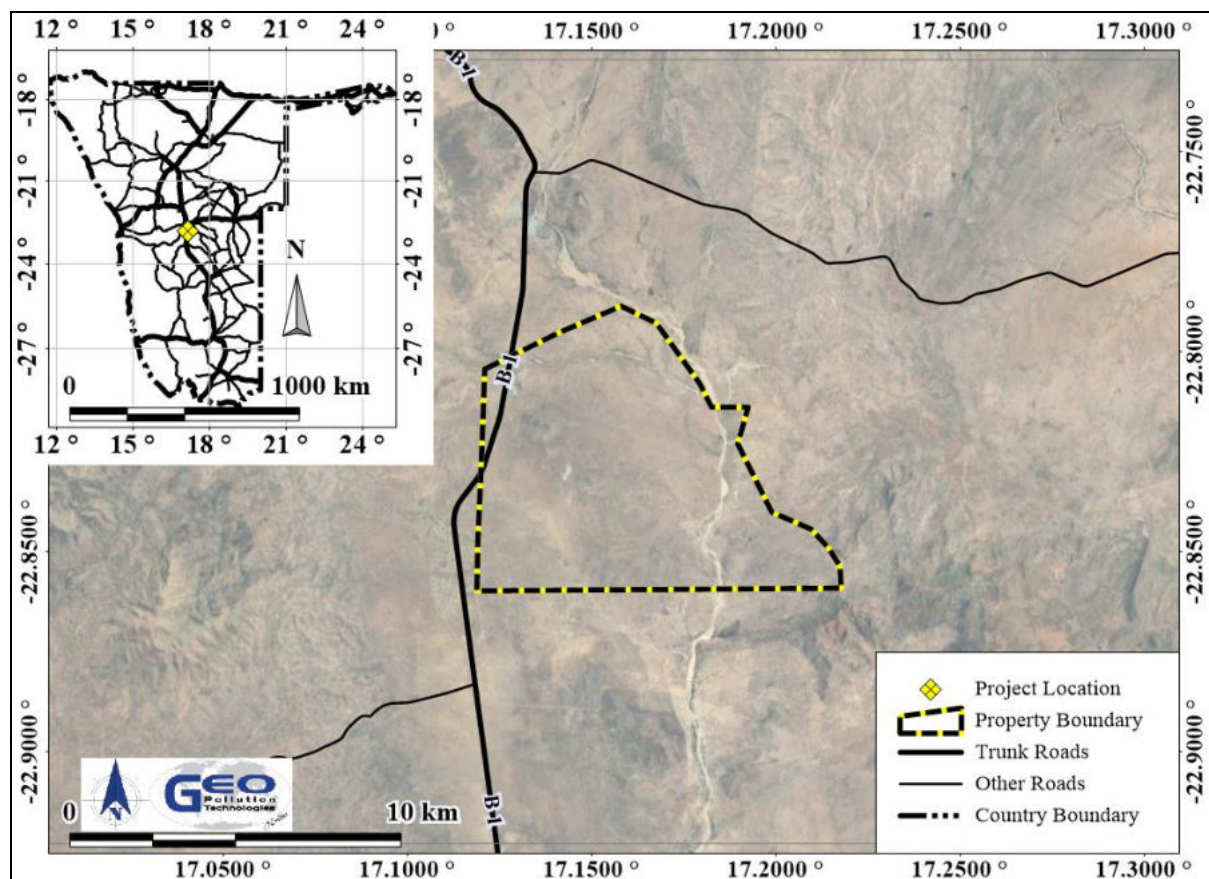 12 ° 15 ° 18 ° 21 ° 24 °
° 17.1500 ° 17.2000 ° 17.2500 ° 17.3000 °
-18 ° -21 ° -24 ° -27 °
-18 ° -21 ° -24 ° -27 °
N
0 1000 km
12 ° 15 ° 18 ° 21 ° 24 °
B-1
B-1
B-1
-22.7500 °
-22.8000 °
-22.8500 °
-22.9000 °
-22.8500 °
-22.9000 °
Project Location
Property Boundary
Trunk Roads
Other Roads
Country Boundary
N
GEO
Pollution
Technologies
0 10 km
17.0500 ° 17.1000 ° 17.1500 ° 17.2000 ° 17.2500 ° 17.3000 °